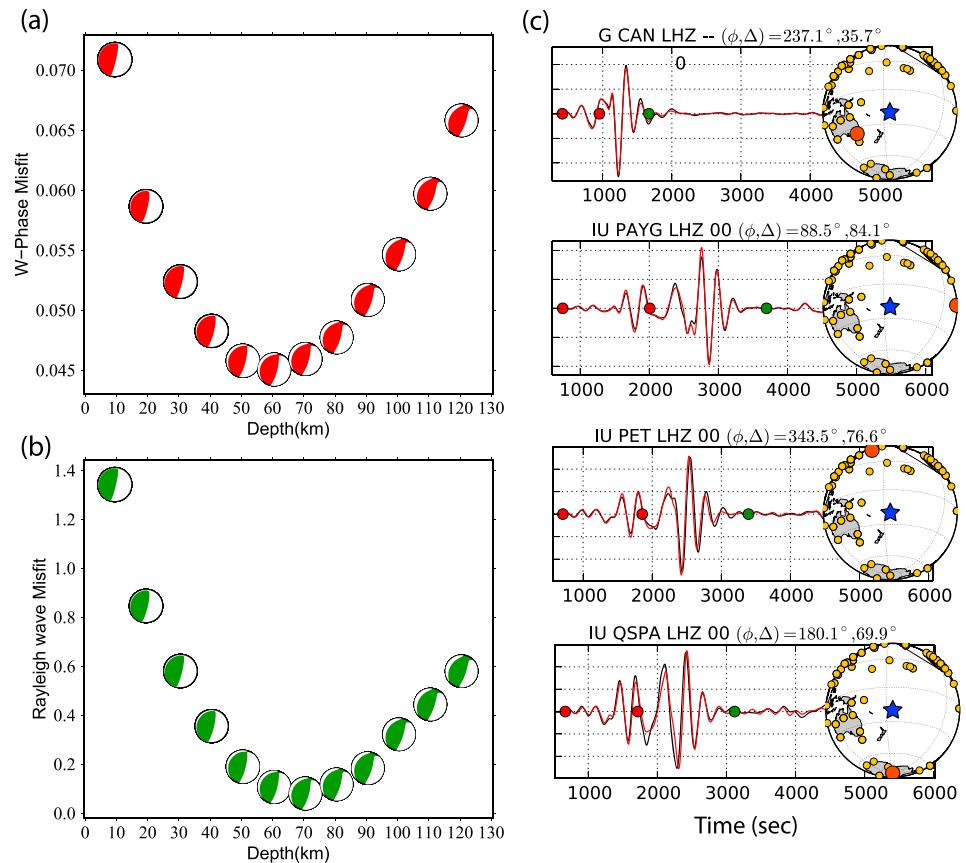 (a)
0.070
0.065
0.060
0.055
0.050
0.045
W−Phase Misfit
0 10 20 30 40 50 60 70 80 90 100 110 120 130
Depth(km)
(b)
1.4
1.2
1.0
0.8
0.6
0.4
0.2
0.0
Rayleigh wave Misfit
0 10 20 30 40 50 60 70 80 90 100 110 120 130
Depth(km)
(c)
G CAN LHZ -- (ϕ,Δ)=237.1°,35.7°
0
1000 2000 3000 4000 5000
IU PAYG LHZ 00 (ϕ,Δ)=88.5°,84.1°
1000 2000 3000 4000 5000 6000
IU PET LHZ 00 (ϕ,Δ)=343.5°,76.6°
1000 2000 3000 4000 5000 6000
IU QSPA LHZ 00 (ϕ,Δ)=180.1°,69.9°
1000 2000 3000 4000 5000 6000
Time (sec)